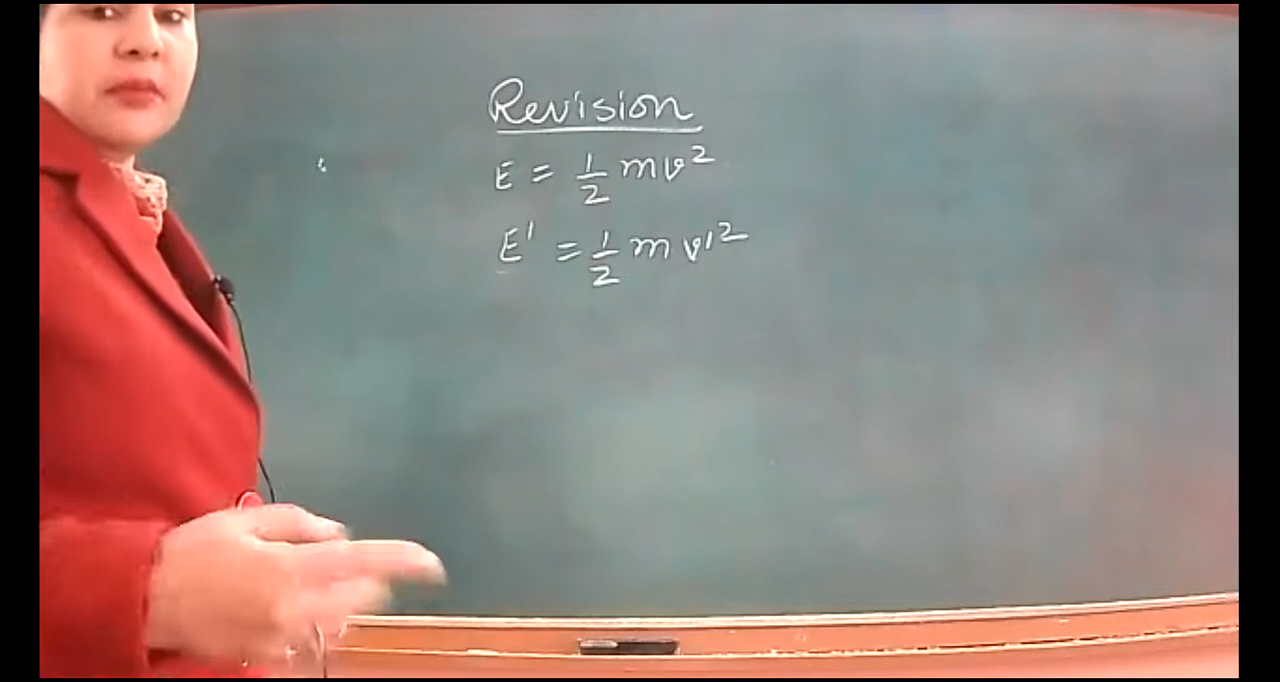 Revision
E = 1/2 mv²
E' = 1/2 mv'²